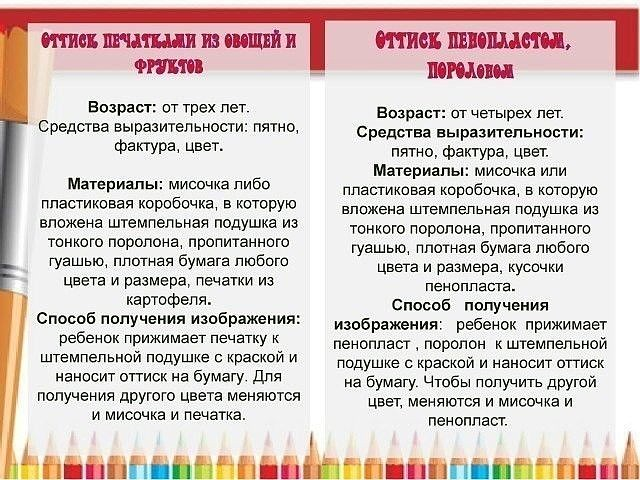 ОТТИСК ПЕЧАТКАМИ ИЗ ОВОЩЕЙ И
ФРУКТОВ
Возраст: от трех лет.
Средства выразительности: пятно,
фактура, цвет.
Материалы: мисочка либо
пластиковая коробочка, в которую
вложена штемпельная подушка из
тонкого поролона, пропитанного
гуашью, плотная бумага любого
цвета и размера, печатки из
картофеля.
Способ получения изображения:
ребенок прижимает печатку к
штемпельной подушке с краской и
наносит оттиск на бумагу. Для
получения другого цвета меняются
и мисочка и печатка.
ОТТИСК ПЕНОПЛАСТОМ,
ПОРОЛОНОМ
Возраст: от четырех лет.
Средства выразительности:
пятно, фактура, цвет.
Материалы: мисочка или
пластиковая коробочка, в которую
вложена штемпельная подушка из
тонкого поролона, пропитанного
гуашью, плотная бумага любого
цвета и размера, кусочки
пенопласта.
Способ получения
изображения: ребенок прижимает
пенопласт , поролон к штемпельной
подушке с краской и наносит оттиск
на бумагу. Чтобы получить другой
цвет, меняются и мисочка и
пенопласт.